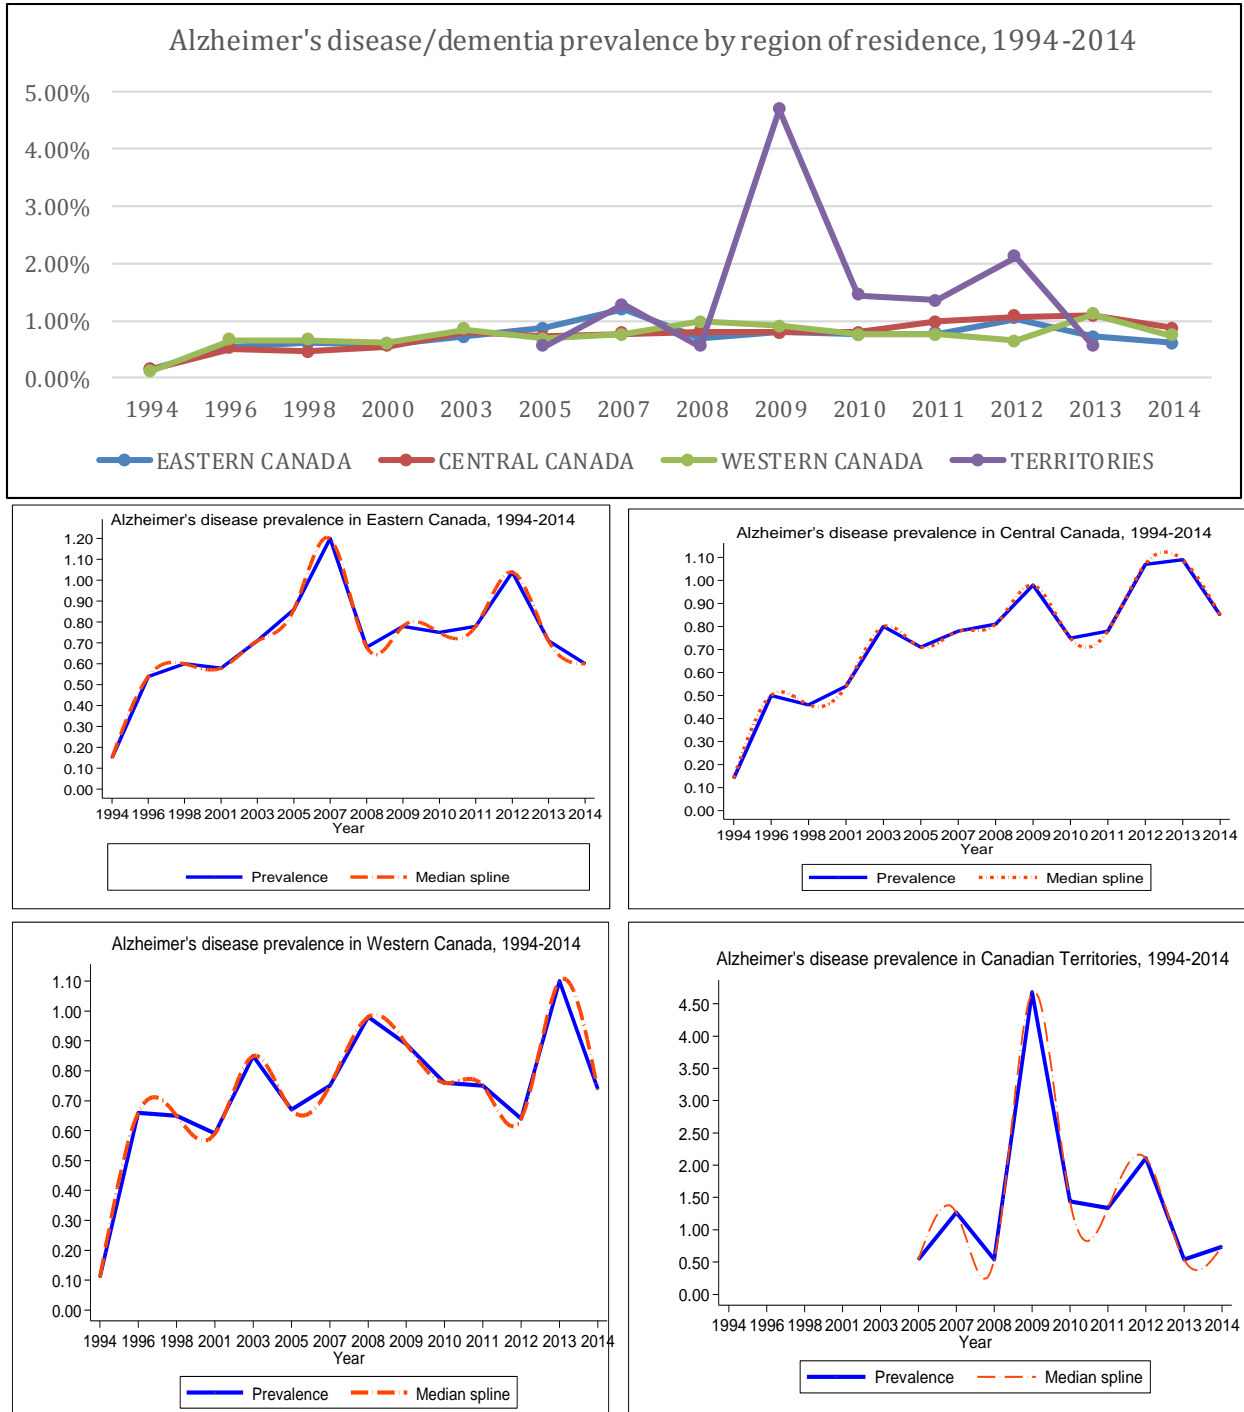 Alzheimer's disease/dementia prevalence by region of residence, 1994-2014
5.00%
4.00%
3.00%
2.00%
1.00%
0.00%
1994 1996 1998 2000 2003 2005 2007 2008 2009 2010 2011 2012 2013 2014
EASTERN CANADA CENTRAL CANADA WESTERN CANADA TERRITORIES
Alzheimer's disease prevalence in Eastern Canada, 1994-2014
1.20
1.10
1.00
0.90
0.80
0.70
0.60
0.50
0.40
0.30
0.20
0.10
0.00
1994 1996 1998 2001 2003 2005 2007 2008 2009 2010 2011 2012 2013 2014
Year
Prevalence Median spline
Alzheimer's disease prevalence in Central Canada, 1994-2014
1.10
1.00
0.90
0.80
0.70
0.60
0.50
0.40
0.30
0.20
0.10
0.00
1994 1996 1998 2001 2003 2005 2007 2008 2009 2010 2011 2012 2013 2014
Year
Prevalence Median spline
Alzheimer's disease prevalence in Western Canada, 1994-2014
1.10
1.00
0.90
0.80
0.70
0.60
0.50
0.40
0.30
0.20
0.10
0.00
1994 1996 1998 2001 2003 2005 2007 2008 2009 2010 2011 2012 2013 2014
Year
Prevalence Median spline
Alzheimer's disease prevalence in Canadian Territories, 1994-2014
4.50
4.00
3.50
3.00
2.50
2.00
1.50
1.00
0.50
0.00
1994 1996 1998 2001 2003 2005 2007 2008 2009 2010 2011 2012 2013 2014
Year
Prevalence Median spline